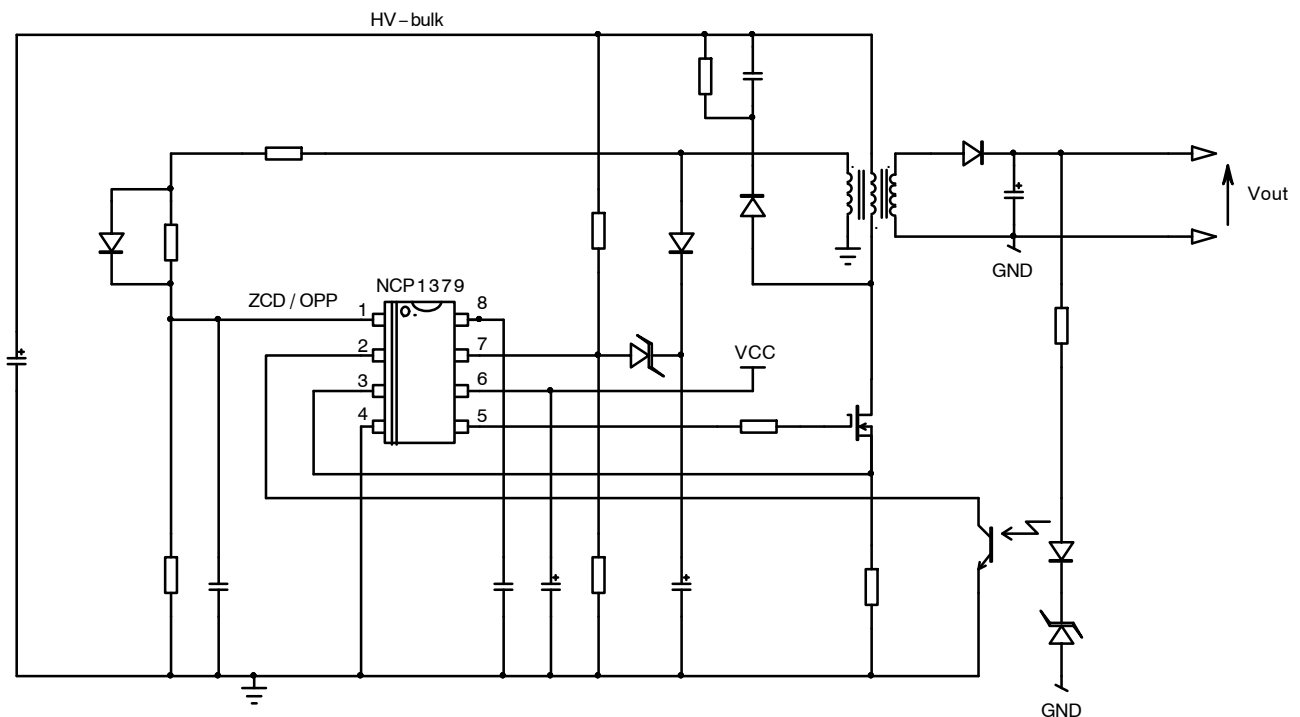 HV-bulk
Vout
GND
ZCD / OPP
NCP1379
1
8
2
7
VCC
3
6
4
5
GND